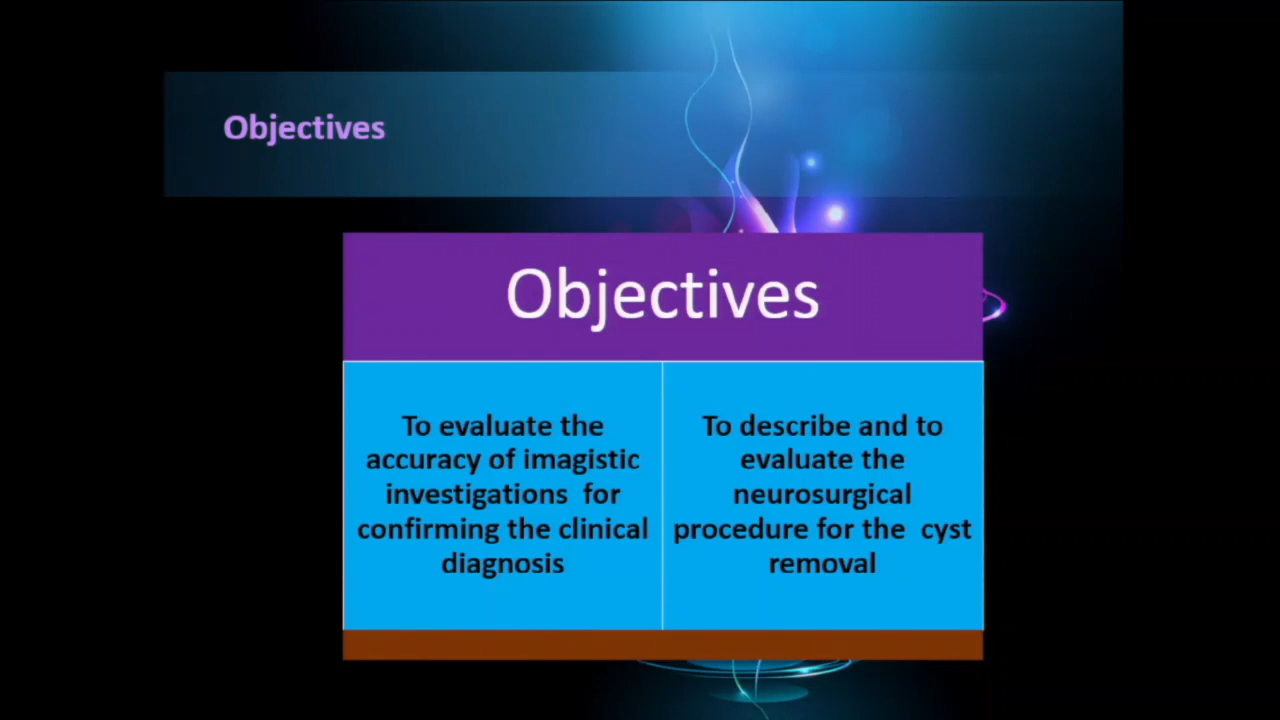 Objectives
Objectives
To evaluate the
accuracy of imagistic
investigations for
confirming the clinical
diagnosis
To describe and to
evaluate the
neurosurgical
procedure for the cyst
removal